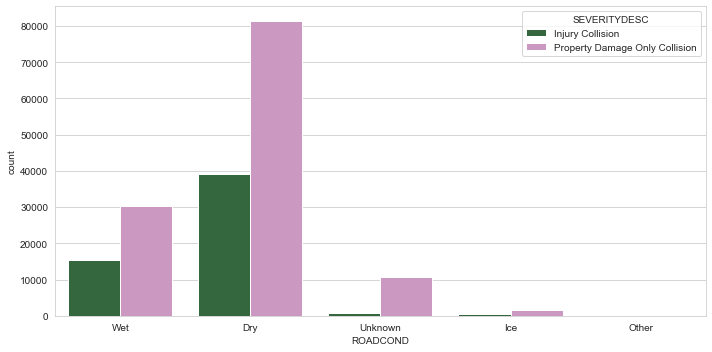 SEVERITYDESC
Injury Collision
Property Damage Only Collision
80000
70000
60000
50000
40000
30000
20000
10000
0
count
Wet Dry Unknown Ice Other
ROADCOND